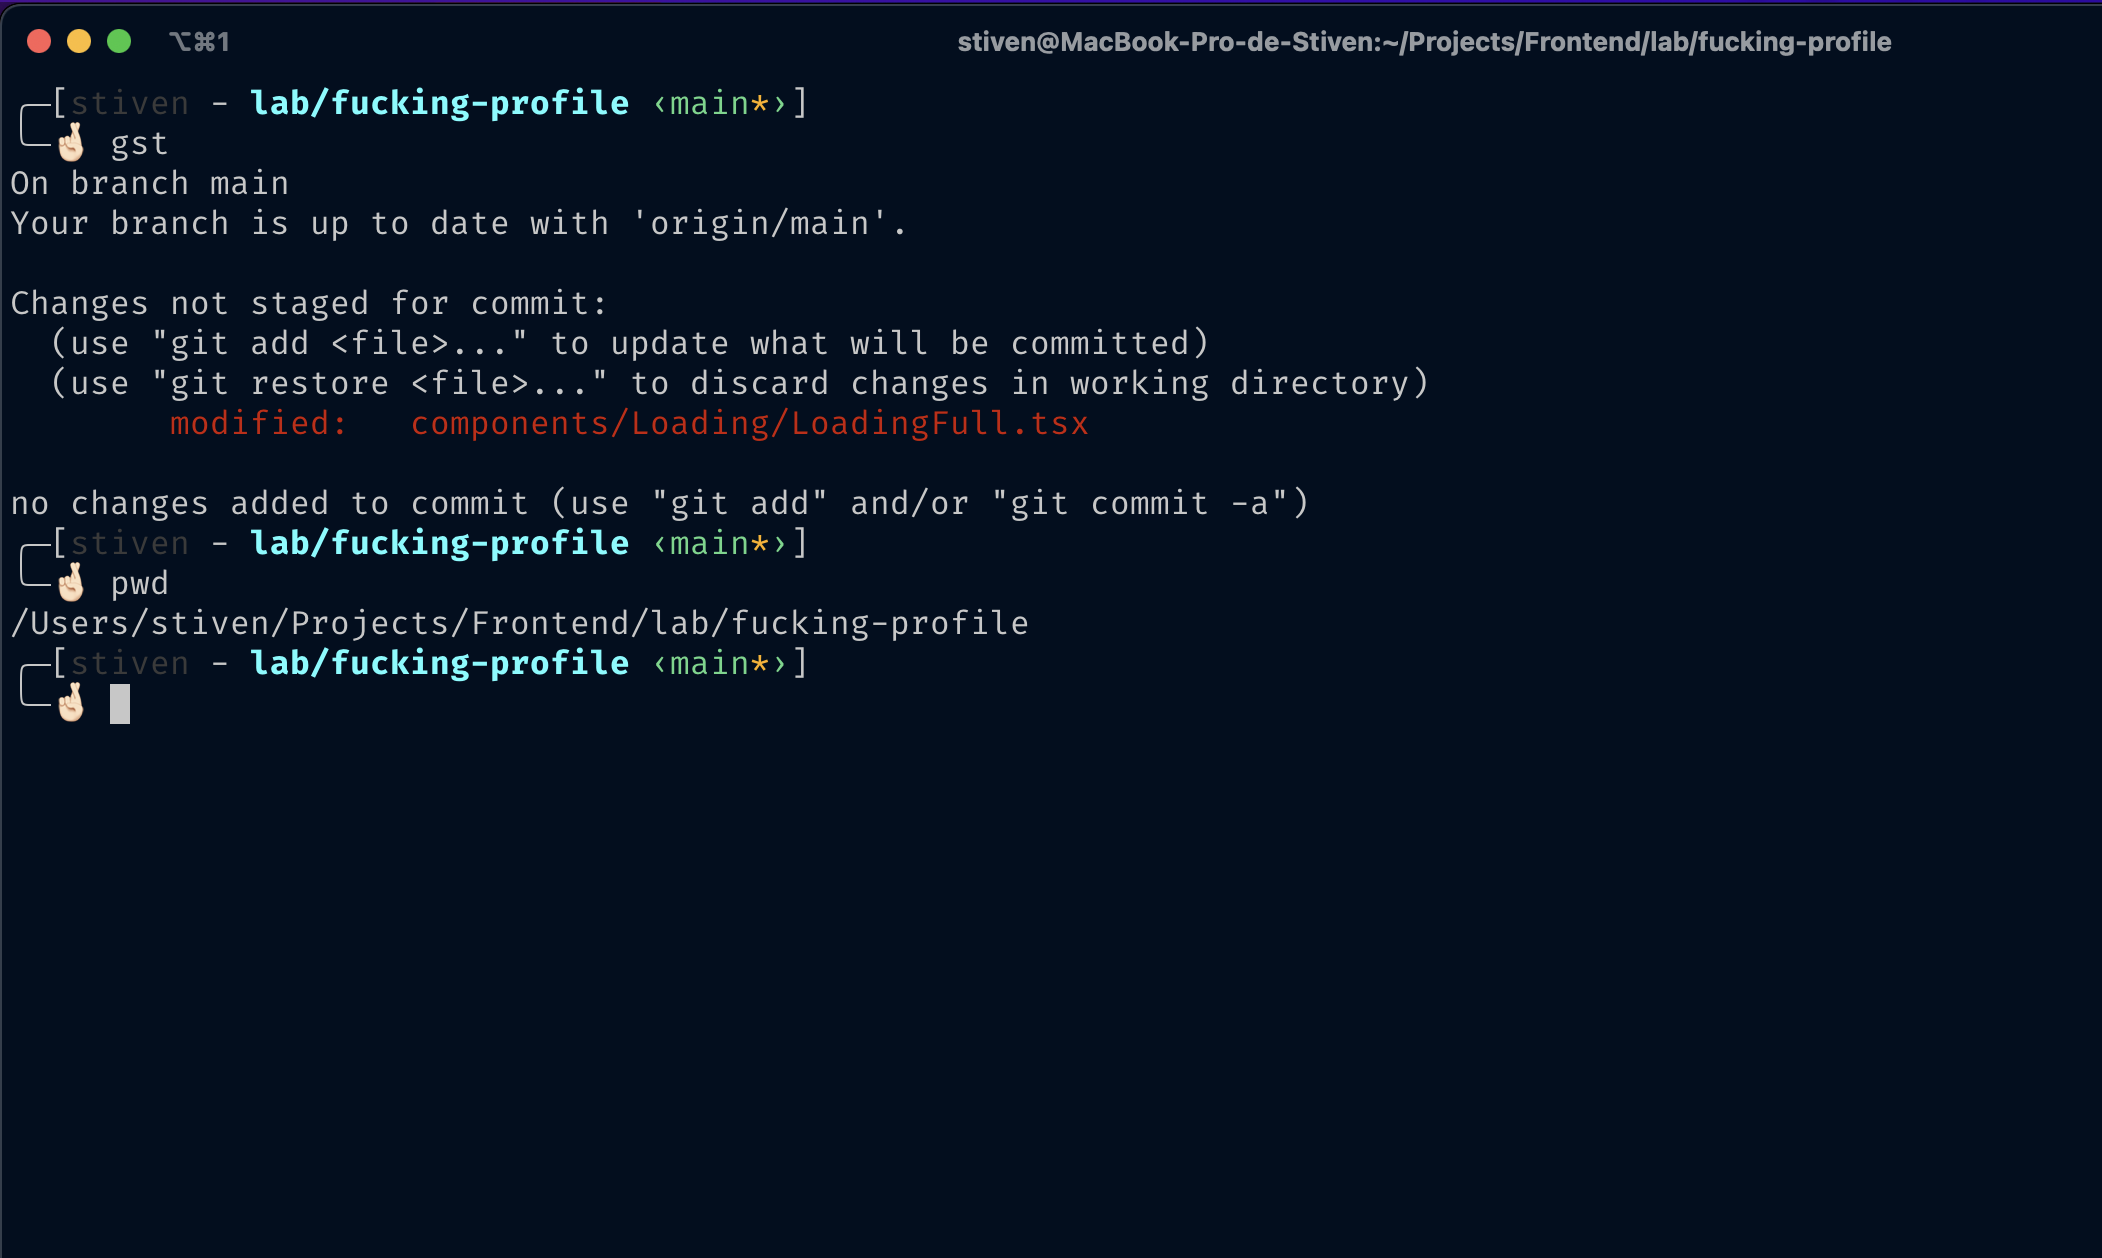 ⌥⌘1
stiven@MacBook-Pro-de-Stiven:~/Projects/Frontend/lab/fucking-profile
╭─[stiven - lab/fucking-profile ‹main*›]
╰─🤞🏻 gst
On branch main
Your branch is up to date with 'origin/main'.

Changes not staged for commit:
  (use "git add <file>..." to update what will be committed)
  (use "git restore <file>..." to discard changes in working directory)
        modified:   components/Loading/LoadingFull.tsx

no changes added to commit (use "git add" and/or "git commit -a")
╭─[stiven - lab/fucking-profile ‹main*›]
╰─🤞🏻 pwd
/Users/stiven/Projects/Frontend/lab/fucking-profile
╭─[stiven - lab/fucking-profile ‹main*›]
╰─🤞🏻